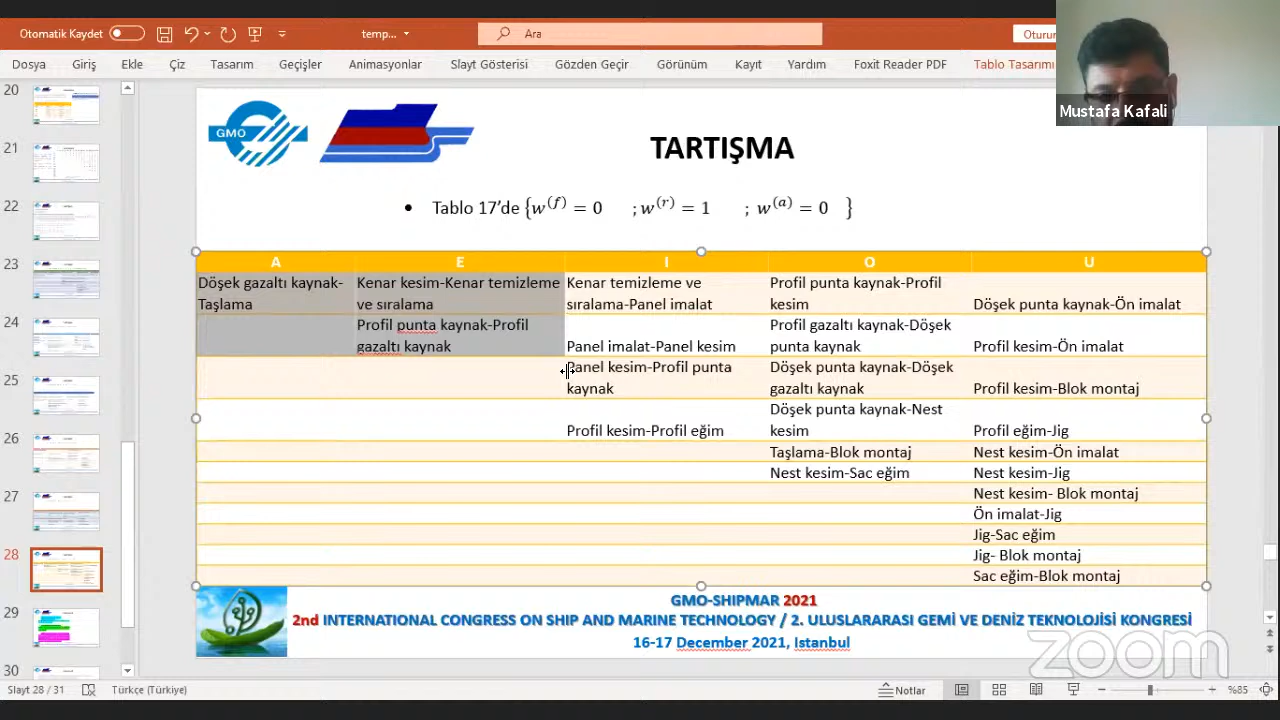 Otomatik Kaydet
temp...
Ara
Oturu
Dosya Giriş Ekle Çiz Tasarım Geçişler Animasyonlar Slayt Gösterisi Gözden Geçir Görünüm Kayıt Yardım Foxit Reader PDF Tablo Tasarımı
Mustafa Kafali
20
21
22
23
24
25
26
27
28
29
30
GMO
TARTIŞMA
• Tablo 17'de {w^(f) = 0 ; w^(r) = 1 ; w^(a) = 0 }
A E I O U
Döşek gazaltı kaynak-
Taşlama
Kenar kesim-Kenar temizleme
ve sıralama
Kenar temizleme ve
sıralama-Panel imalat
Profil punta kaynak-Profil
kesim
Döşek punta kaynak-Ön imalat
Profil punta kaynak-Profil
gazaltı kaynak
Panel imalat-Panel kesim
Profil gazaltı kaynak-Döşek
punta kaynak
Profil kesim-Ön imalat
Panel kesim-Profil punta
kaynak
Döşek punta kaynak-Döşek
gazaltı kaynak
Profil kesim-Blok montaj
Profil kesim-Profil eğim
Döşek punta kaynak-Nest
kesim
Profil eğim-Jig
Taşlama-Blok montaj
Nest kesim-Ön imalat
Nest kesim-Sac eğim
Nest kesim-Jig
Nest kesim- Blok montaj
Ön imalat-Jig
Jig-Sac eğim
Jig- Blok montaj
Sac eğim-Blok montaj
GMO-SHIPMAR 2021
2nd INTERNATIONAL CONGRESS ON SHIP AND MARINE TECHNOLOGY / 2. ULUSLARARASI GEMİ VE DENİZ TEKNOLOJİSİ KONGRESİ
16-17 December 2021, Istanbul
zoom
Slayt 28 / 31
Türkçe (Türkiye)
Notlar
%85